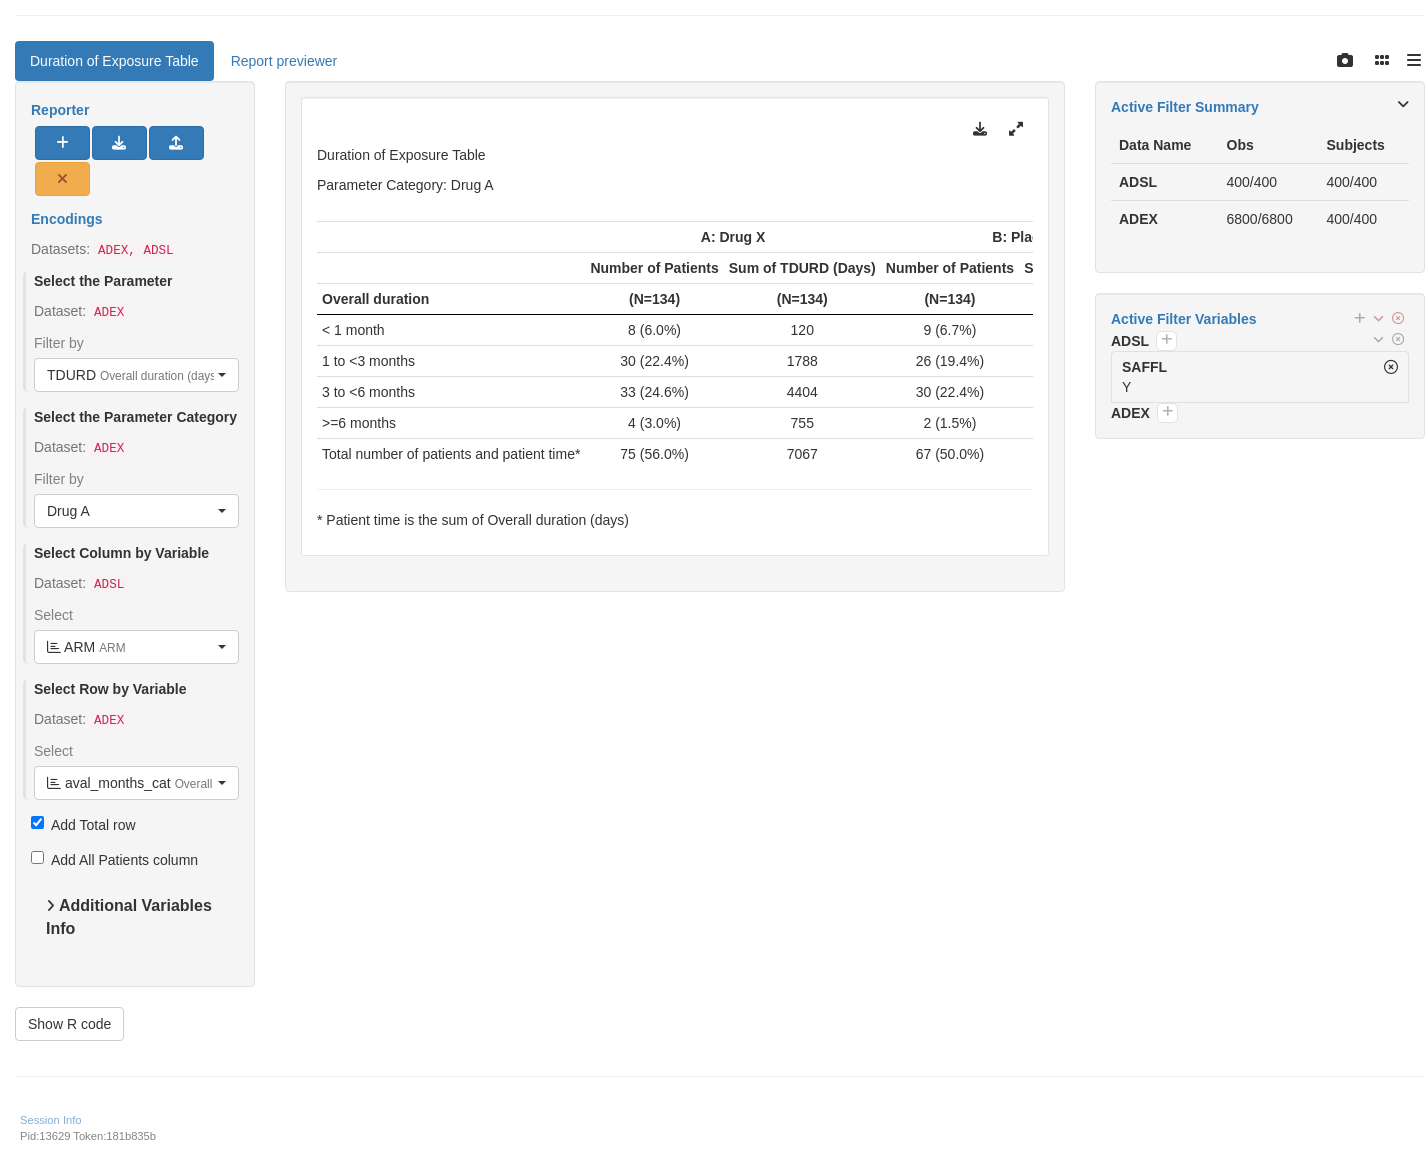 Duration of Exposure Table
Report previewer
Reporter
Encodings
Datasets: ADEX, ADSL
Select the Parameter
Dataset: ADEX
Filter by
TDURD Overall duration (days
Select the Parameter Category
Dataset: ADEX
Filter by
Drug A
Select Column by Variable
Dataset: ADSL
Select
ARM ARM
Select Row by Variable
Dataset: ADEX
Select
aval_months_cat Overall
Add Total row
Add All Patients column
Additional Variables
Info
Show R code
Duration of Exposure Table
Parameter Category: Drug A
A: Drug X B: Pla
Number of Patients Sum of TDURD (Days) Number of Patients S
Overall duration (N=134) (N=134) (N=134)
< 1 month 8 (6.0%) 120 9 (6.7%)
1 to <3 months 30 (22.4%) 1788 26 (19.4%)
3 to <6 months 33 (24.6%) 4404 30 (22.4%)
>=6 months 4 (3.0%) 755 2 (1.5%)
Total number of patients and patient time* 75 (56.0%) 7067 67 (50.0%)
* Patient time is the sum of Overall duration (days)
Active Filter Summary
Data Name Obs Subjects
ADSL 400/400 400/400
ADEX 6800/6800 400/400
Active Filter Variables
ADSL
SAFFL
Y
ADEX
Session Info
Pid:13629 Token:181b835b